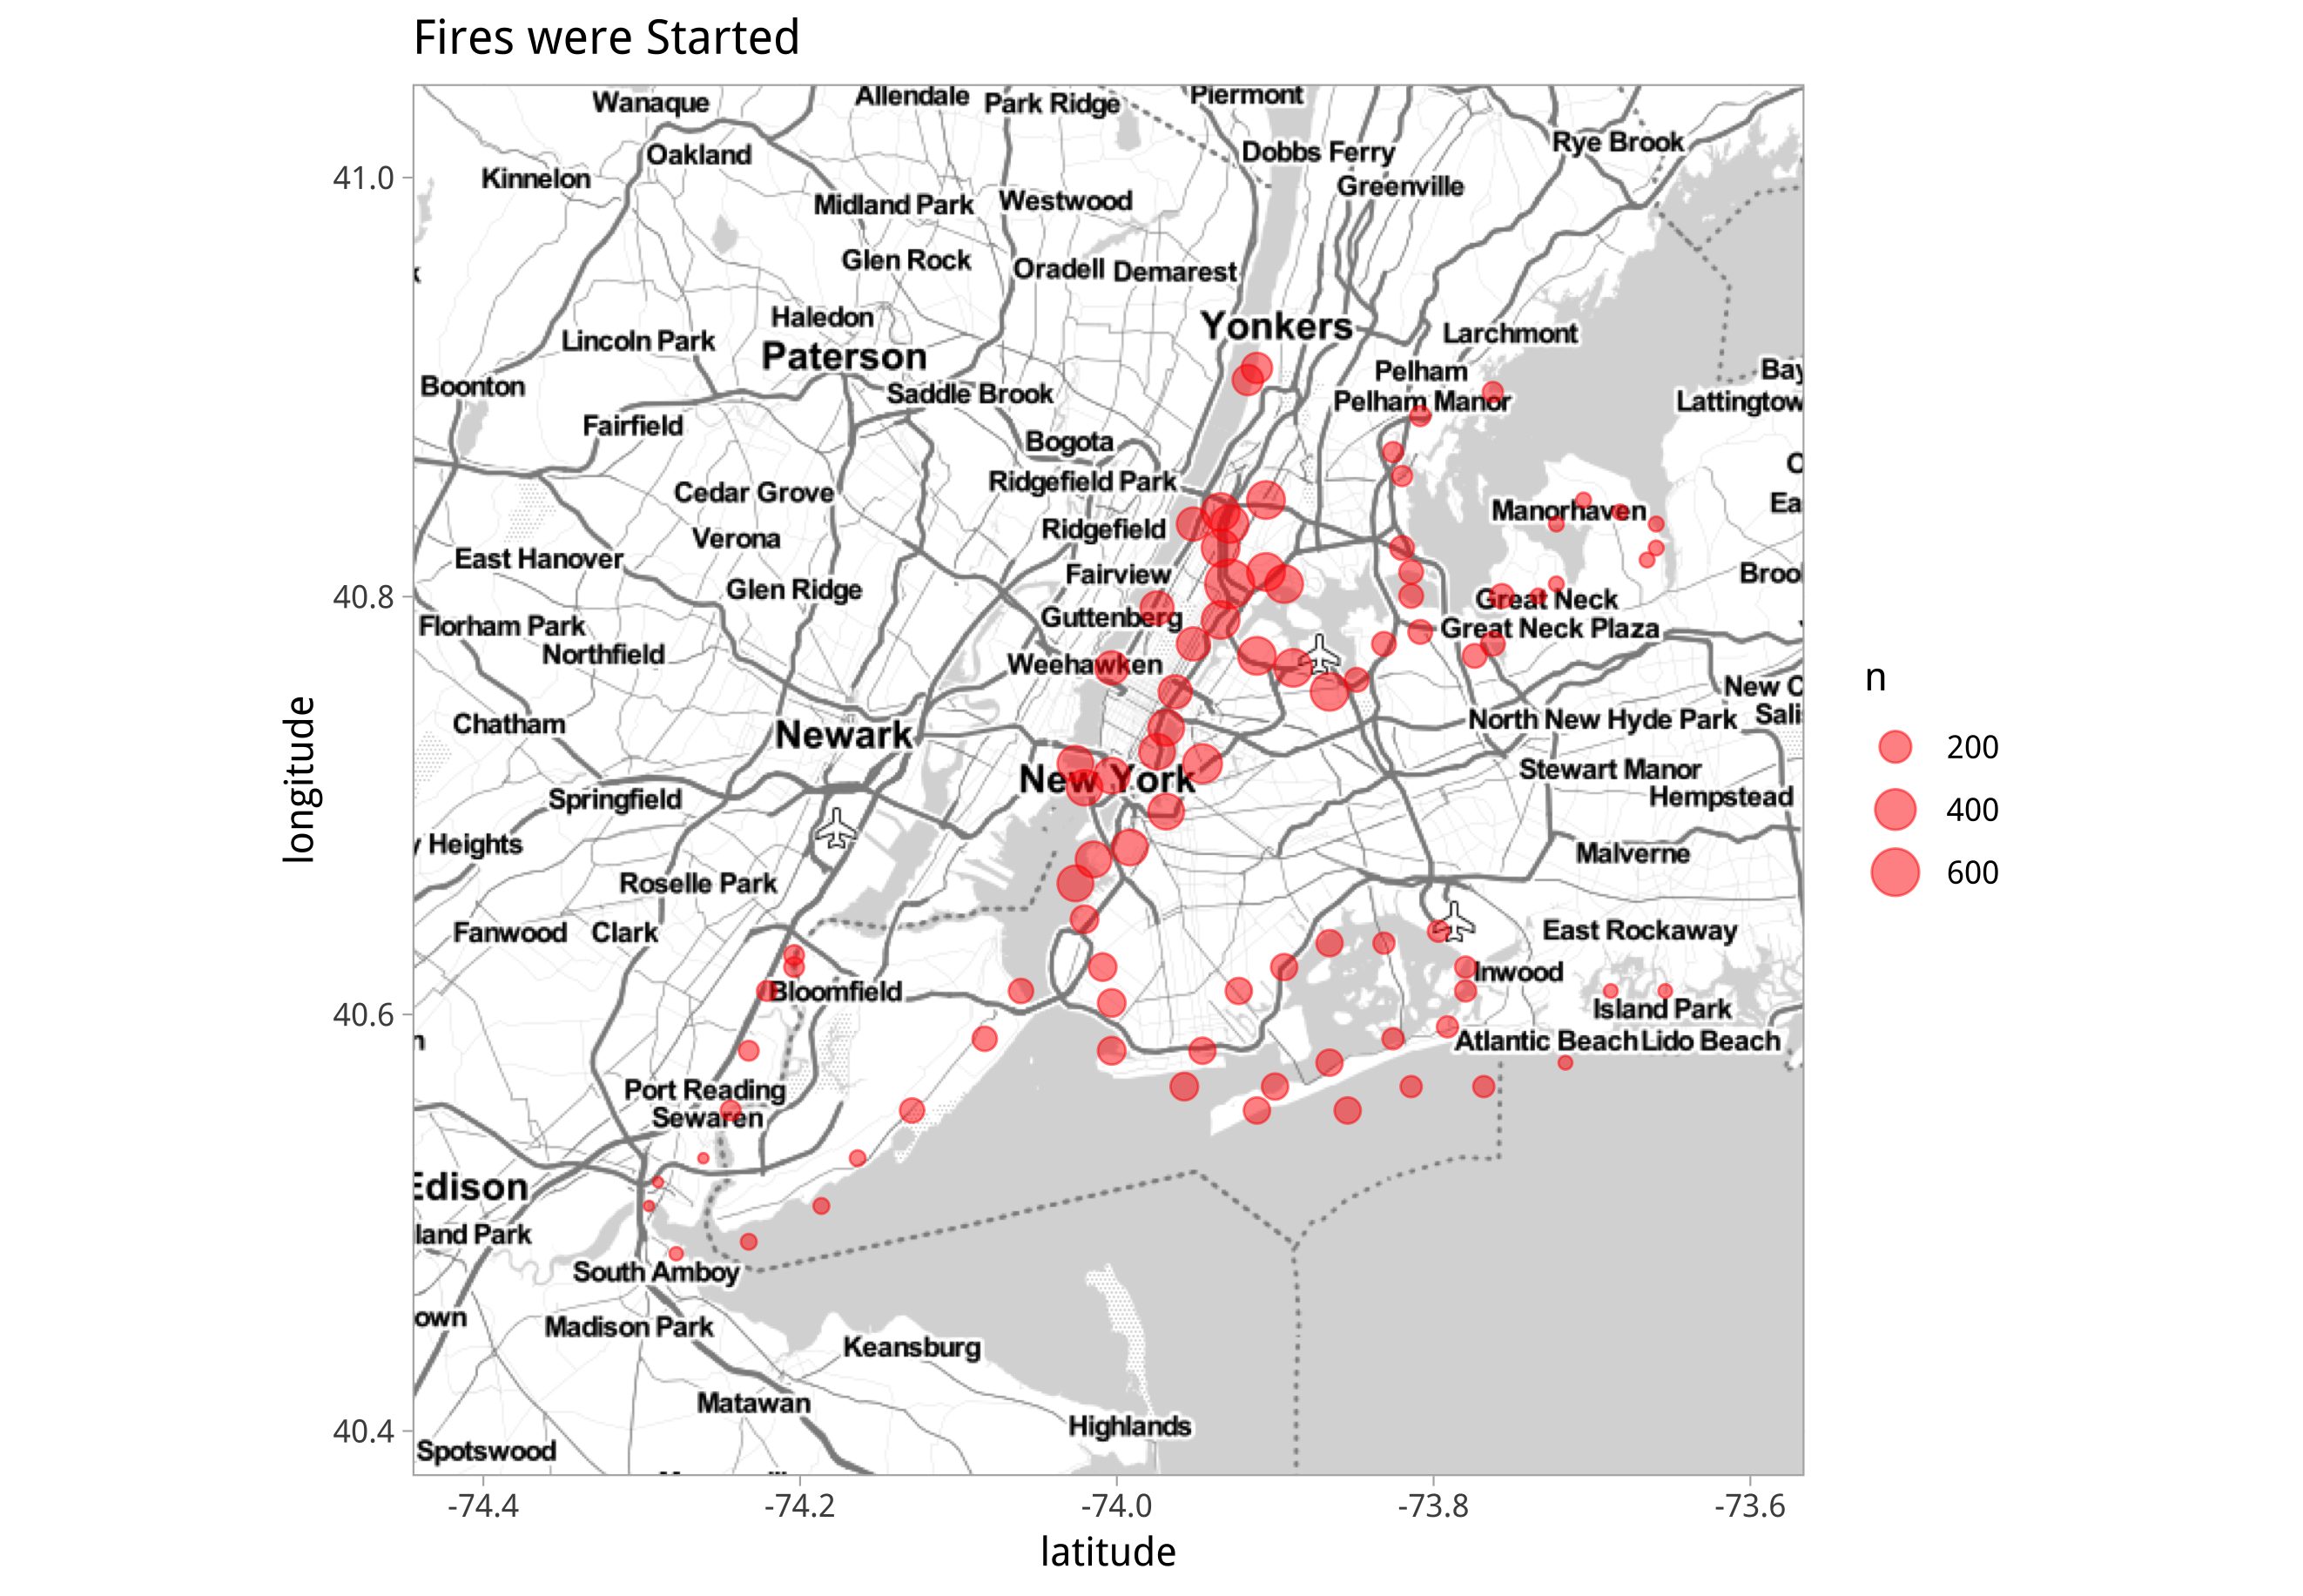 Fires were Started
Wanaque
Allendale
Park Ridge
Piermont
Rye Brook
Oakland
Dobbs Ferry
Kinnelon
Greenville
41.0
Midland Park
Westwood
Glen Rock
Oradell
Demarest
Haledon
Yonkers
Lincoln Park
Larchmont
Paterson
Pelham
Bay
Boonton
Saddle Brook
Pelham Manor
Lattingtow
Fairfield
Bogota
Ridgefield Park
Cedar Grove
Manorhaven
Ea
Ridgefield
Verona
East Hanover
Fairview
Broo
Glen Ridge
40.8
Great Neck
Guttenberg
Florham Park
Great Neck Plaza
Northfield
Weehawken
n
New C
Chatham
North New Hyde Park
Sali
Newark
200
Stewart Manor
New York
Springfield
Hempstead
400
longitude
y Heights
Malverne
600
Roselle Park
Fanwood
Clark
East Rockaway
Inwood
Bloomfield
40.6
Island Park
Atlantic Beach
Lido Beach
Port Reading
Sewaren
Edison
land Park
South Amboy
own
Madison Park
Keansburg
Matawan
Highlands
40.4
Spotswood
-74.4
-74.2
-74.0
-73.8
-73.6
latitude